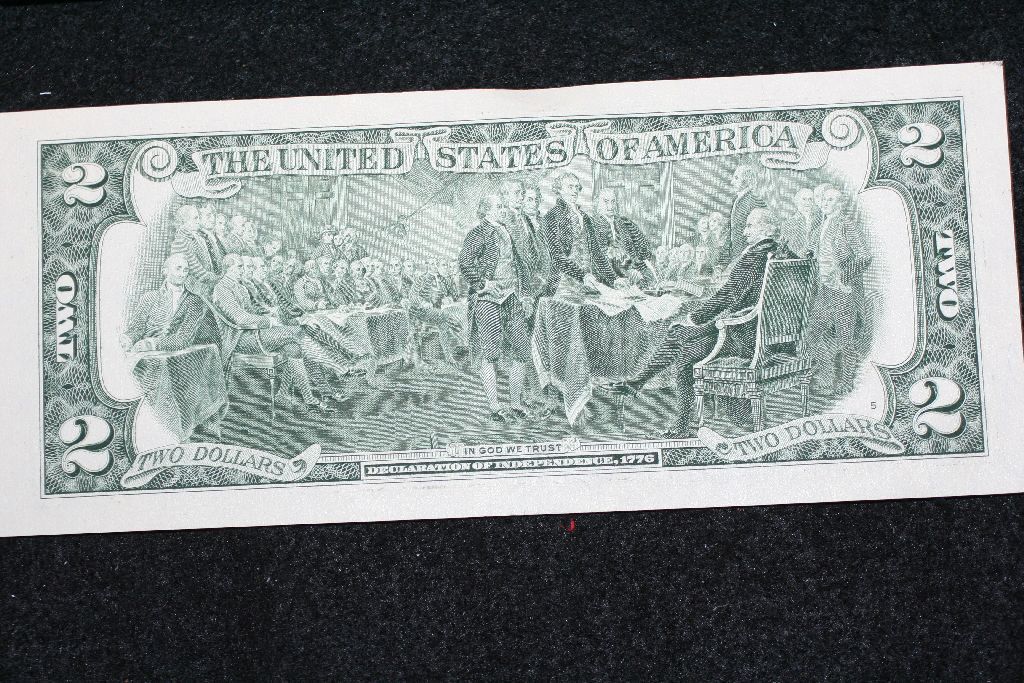 2 THE UNITED STATES OF AMERICA 2
TWO TWO
2 TWO DOLLARS IN GOD WE TRUST TWO DOLLARS 5 2
DECLARATION OF INDEPENDENCE, 1776